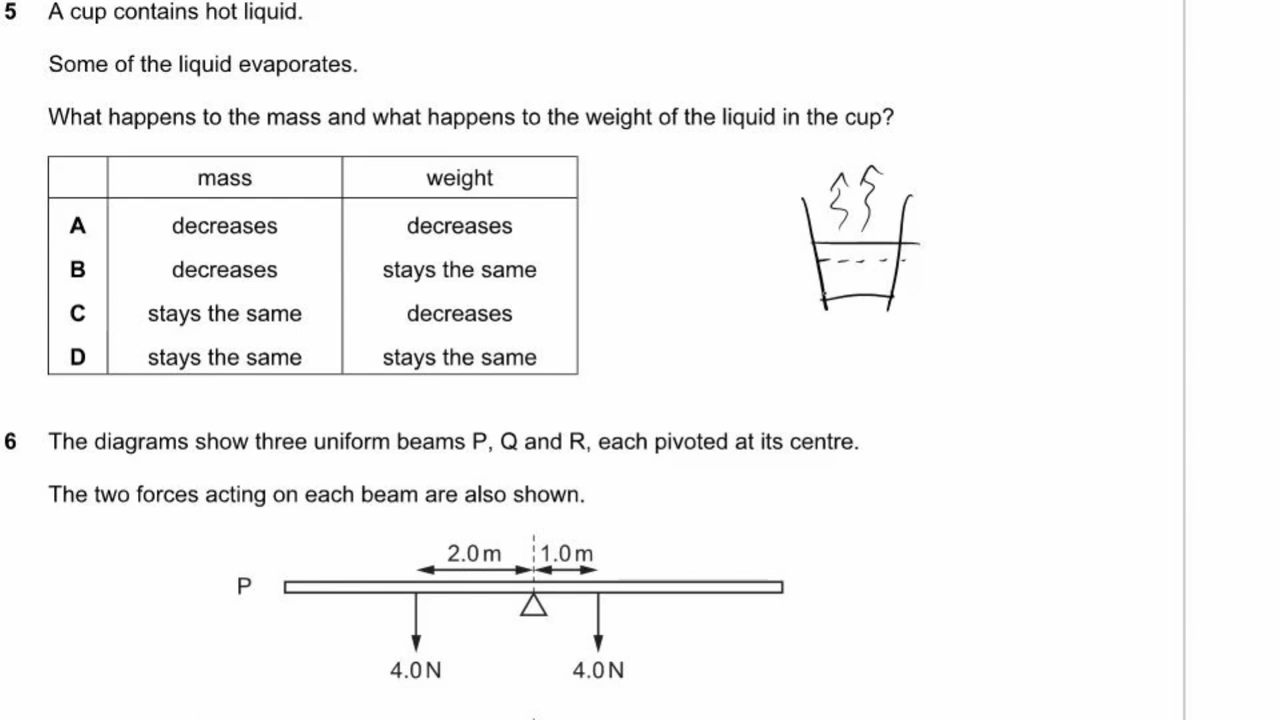 5 A cup contains hot liquid.
Some of the liquid evaporates.
What happens to the mass and what happens to the weight of the liquid in the cup?
mass weight
A decreases decreases
B decreases stays the same
C stays the same decreases
D stays the same stays the same
6 The diagrams show three uniform beams P, Q and R, each pivoted at its centre.
The two forces acting on each beam are also shown.
2.0 m 1.0 m
P
4.0 N 4.0 N